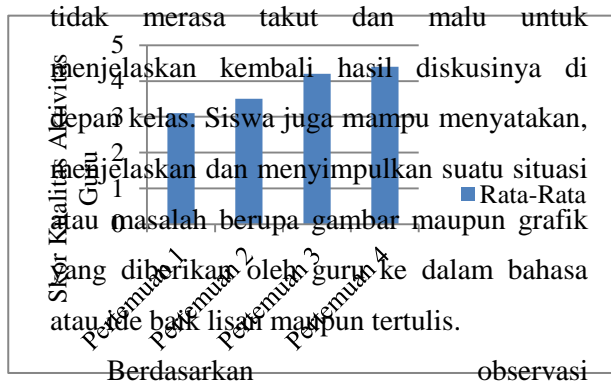 tidak merasa takut dan malu untuk
menjelaskan kembali hasil diskusinya di
depan kelas. Siswa juga mampu menyatakan,
menjelaskan dan menyimpulkan suatu situasi
atau masalah berupa gambar maupun grafik
yang diberikan oleh guru ke dalam bahasa
atau ide baik lisan maupun tertulis.
Berdasarkan observasi
5
4
3
2
1
0
Skor Kualitas Aktivitas
Guru
Pertemuan 1
Pertemuan 2
Pertemuan 3
Pertemuan 4
Rata-Rata